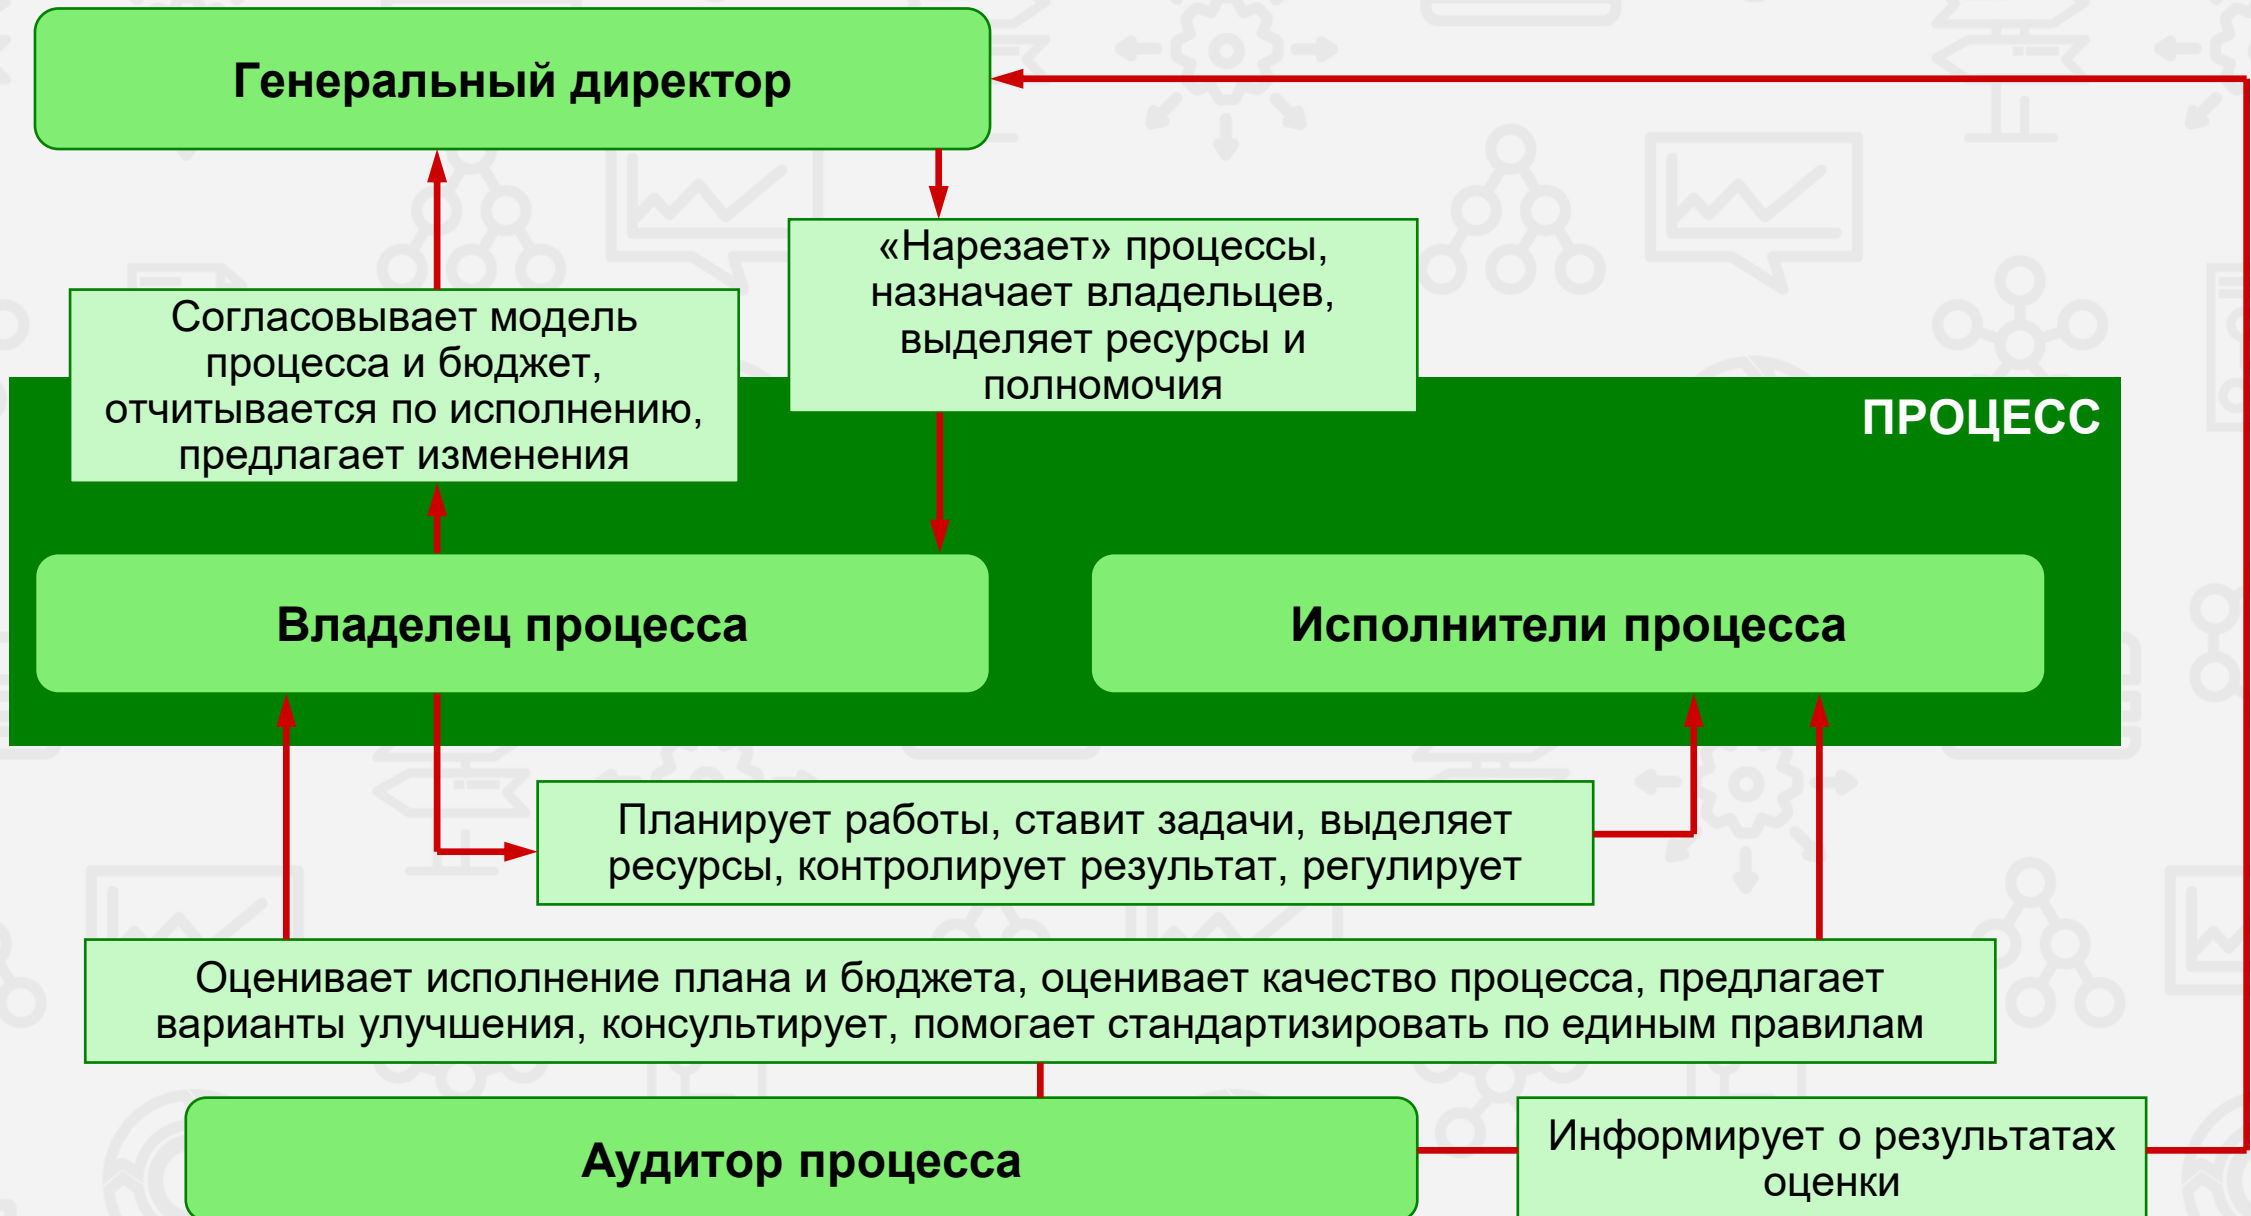 Генеральный директор
«Нарезает» процессы,
назначает владельцев,
выделяет ресурсы и
полномочия
Согласовывает модель
процесса и бюджет,
отчитывается по исполнению,
предлагает изменения
ПРОЦЕСС
Владелец процесса
Исполнители процесса
Планирует работы, ставит задачи, выделяет
ресурсы, контролирует результат, регулирует
Оценивает исполнение плана и бюджета, оценивает качество процесса, предлагает
варианты улучшения, консультирует, помогает стандартизировать по единым правилам
Аудитор процесса
Информирует о результатах
оценки